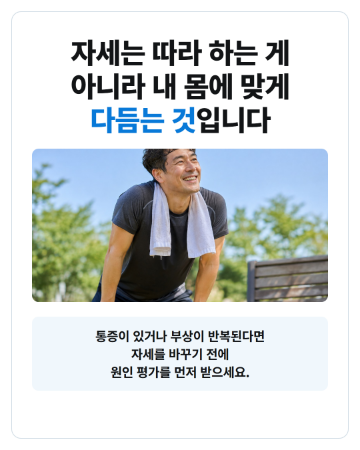 자세는 따라 하는 게
아니라 내 몸에 맞게
다듬는 것입니다
통증이 있거나 부상이 반복된다면
자세를 바꾸기 전에
원인 평가를 먼저 받으세요.